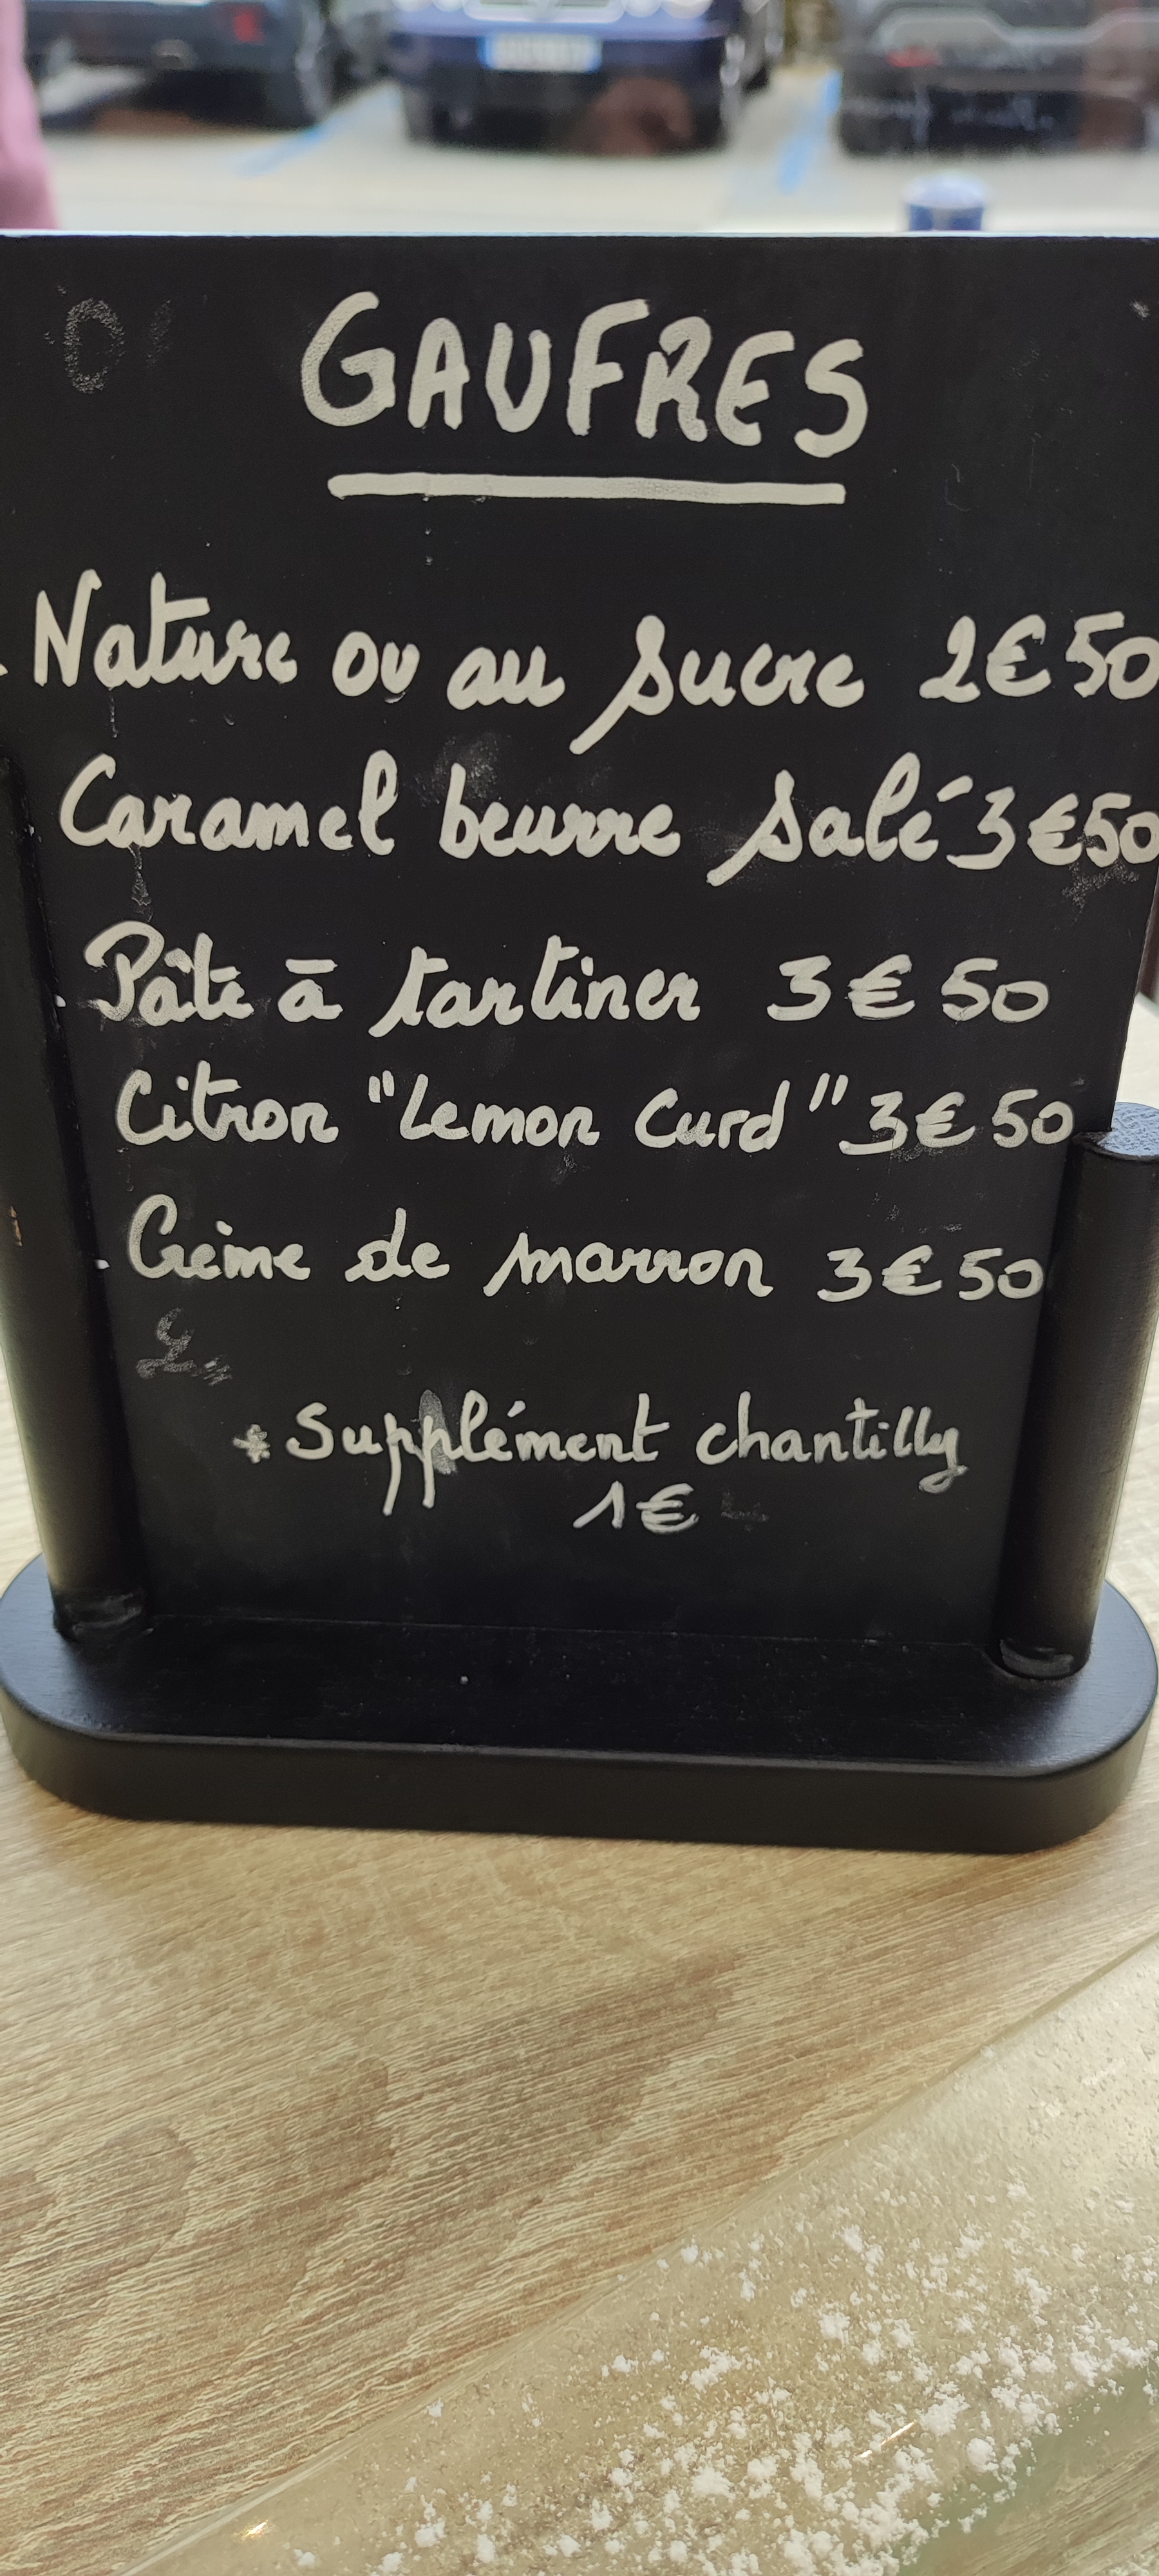 GAUFRES
Nature ou au sucre 2€50
Caramel beurre salé 3€50
Pâte à tartiner 3€50
Citron "Lemon Curd" 3€50
Crème de marron 3€50
* Supplément chantilly
1€